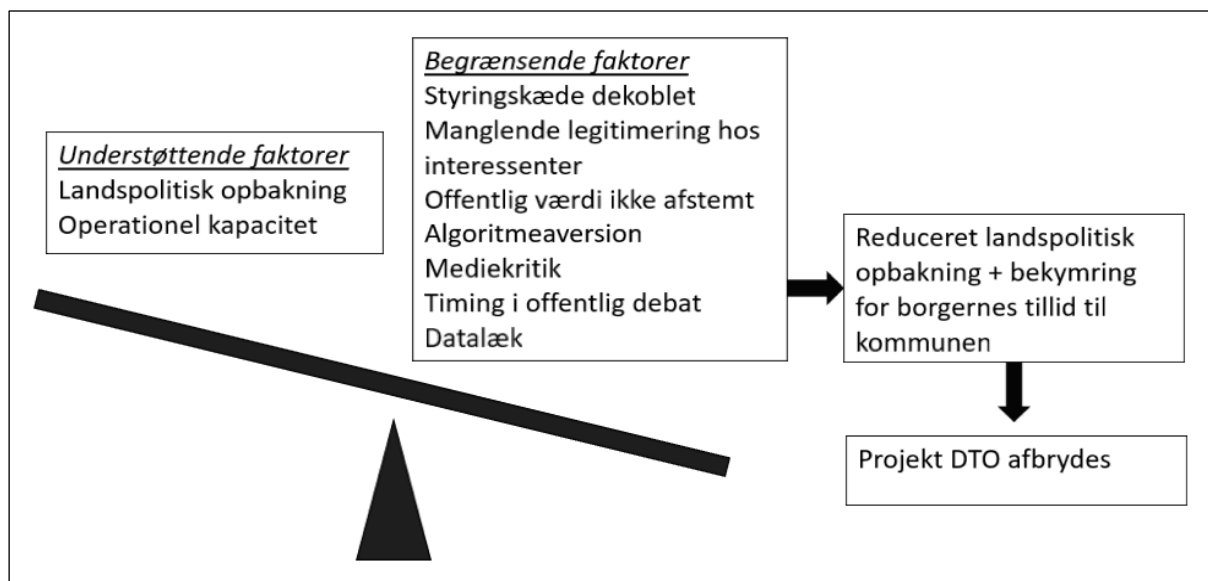 Understøttende faktorer
Landspolitisk opbakning
Operationel kapacitet
Begrænsende faktorer
Styringskæde dekoblet
Manglende legitimering hos
interessenter
Offentlig værdi ikke afstemt
Algoritmeaversion
Mediekritik
Timing i offentlig debat
Datalæk
Reduceret landspolitisk
opbakning + bekymring
for borgernes tillid til
kommunen
Projekt DTO afbrydes